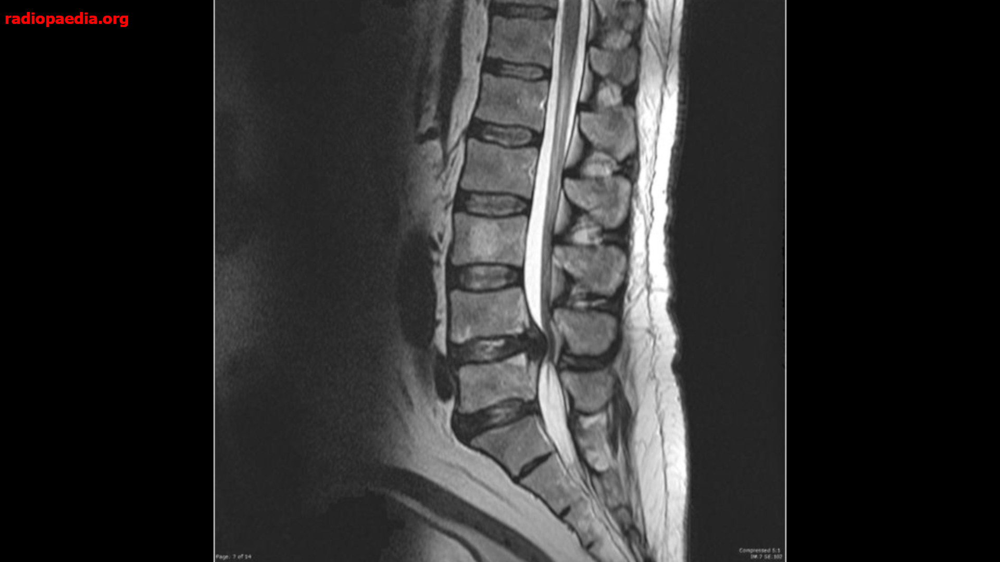 radiopaedia.org
Page: 7 of 14
Compressed 5:1
IM:7 SE:102